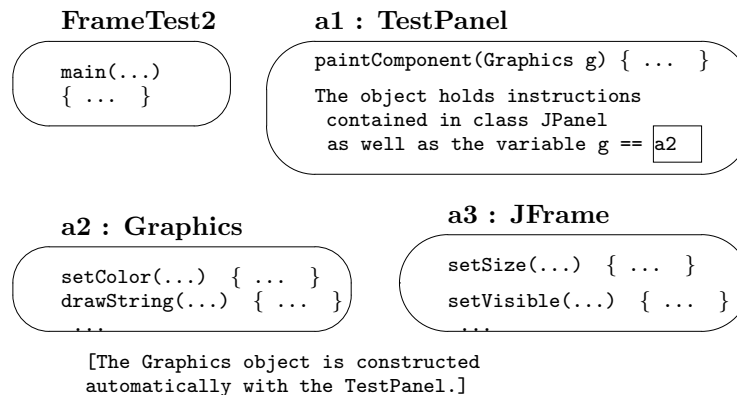 FrameTest2
main(...)
{ ... }
a1 : TestPanel
paintComponent(Graphics g) { ... }
The object holds instructions
contained in class JPanel
as well as the variable g == a2
a2 : Graphics
setColor(...) { ... }
drawString(...) { ... }
...
a3 : JFrame
setSize(...) { ... }
setVisible(...) { ... }
...
[The Graphics object is constructed
automatically with the TestPanel.]